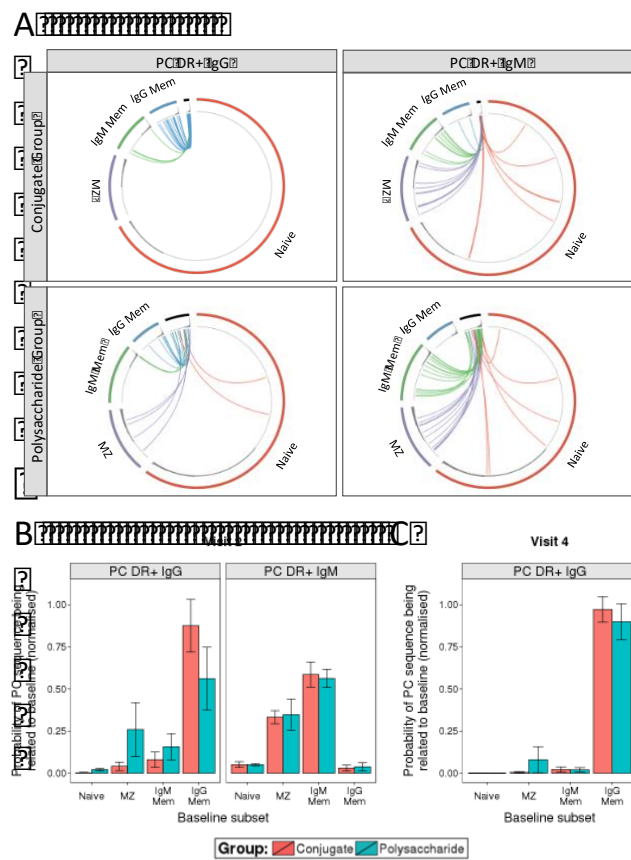 A
PC DR+ IgG
PC DR+ IgM
Conjugate Group
IgG Mem
IgM Mem
MZ
Naive
IgG Mem
IgM Mem
MZ
Naive
Polysaccharide Group
IgG Mem
IgM Mem
MZ
Naive
IgG Mem
IgM Mem
MZ
Naive
B
C
Visit 2
Visit 4
PC DR+ IgG
PC DR+ IgM
PC DR+ IgG
Probability of PC sequence being
related to baseline (normalised)
1.00
0.75
0.50
0.25
0.00
Naive
MZ
IgM
Mem
IgG
Mem
Naive
MZ
IgM
Mem
IgG
Mem
Baseline subset
Probability of PC sequence being
related to baseline (normalised)
1.00
0.75
0.50
0.25
0.00
Naive
MZ
IgM
Mem
IgG
Mem
Baseline subset
Group:
Conjugate
Polysaccharide